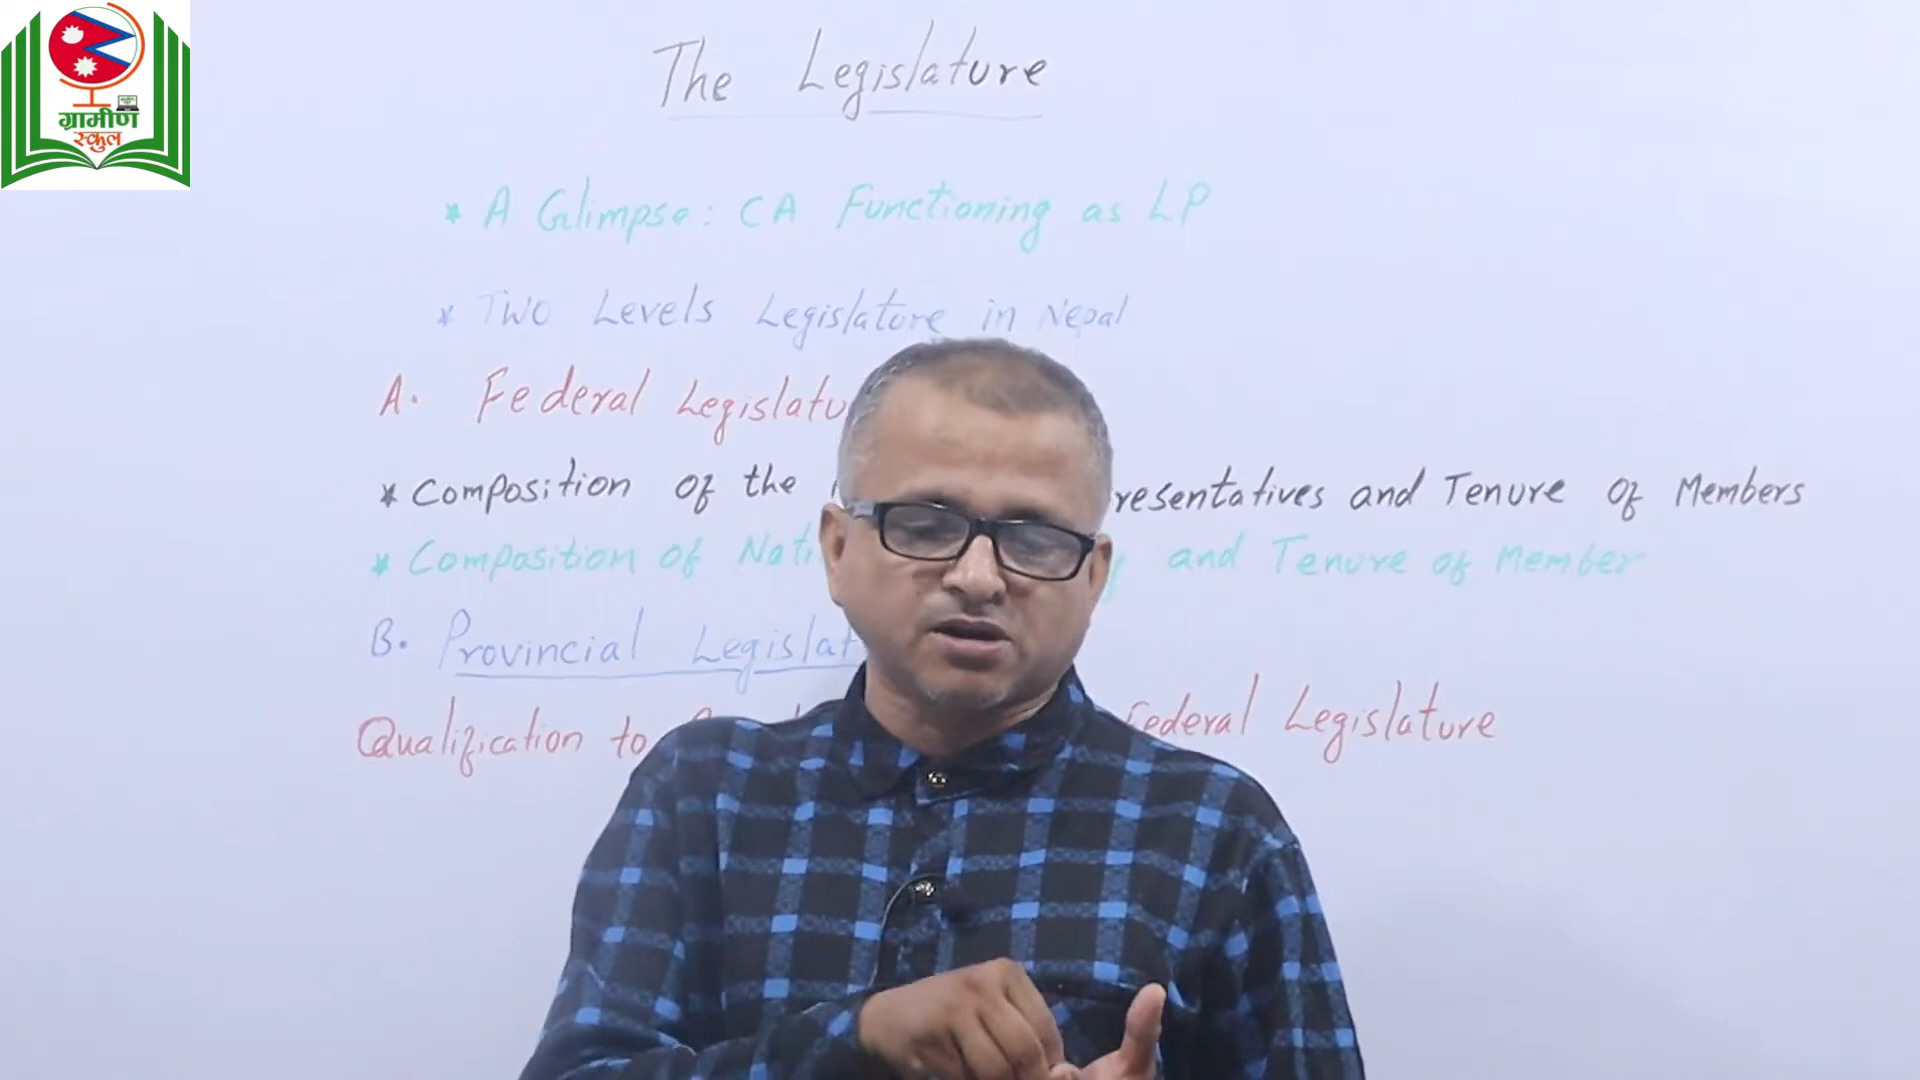 ग्रामीण
स्कुल
The Legislature
* A Glimpse: CA Functioning as LP
* Two Levels Legislature in Nepal
A. Federal Legislatu
* Composition of the resentatives and Tenure of Members
* Composition of Nati and Tenure of Member
B. Provincial Legislat
Qualification to Federal Legislature